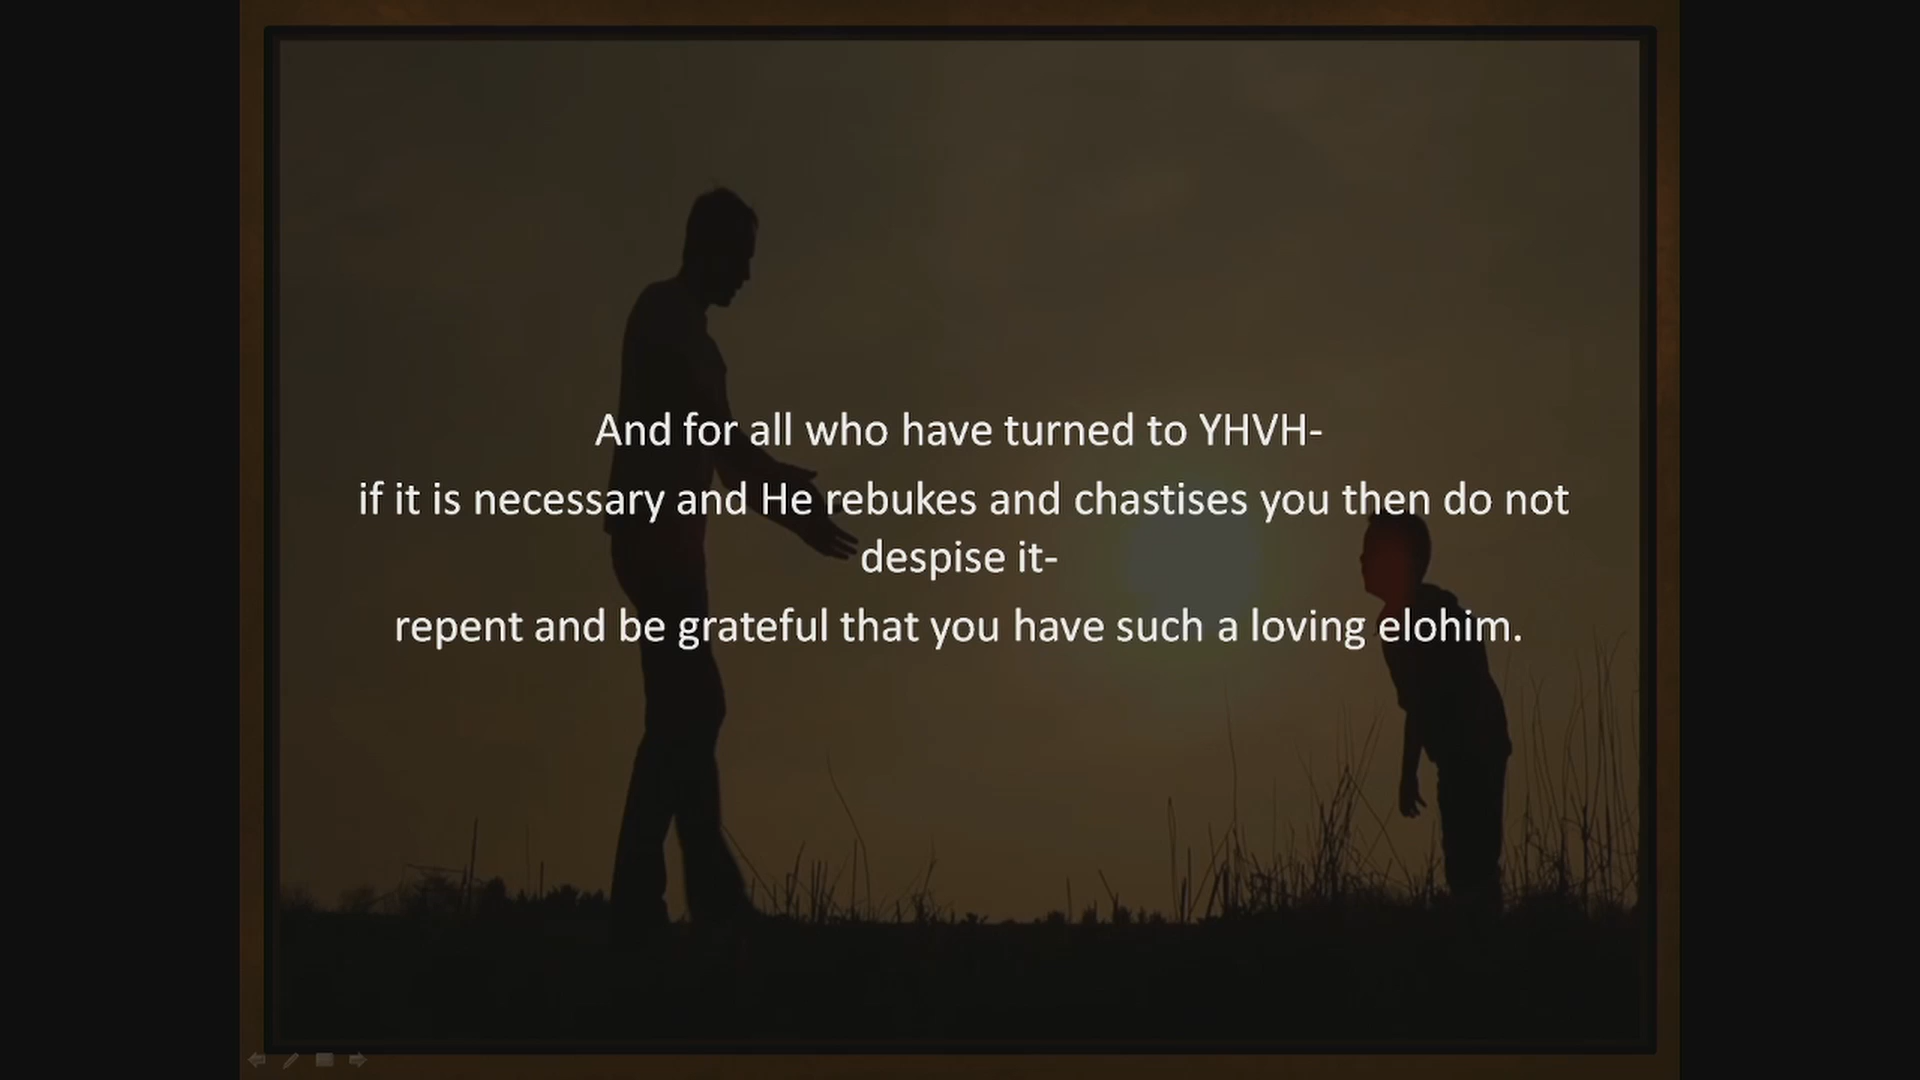 And for all who have turned to YHVH-
if it is necessary and He rebukes and chastises you then do not
despise it-
repent and be grateful that you have such a loving elohim.